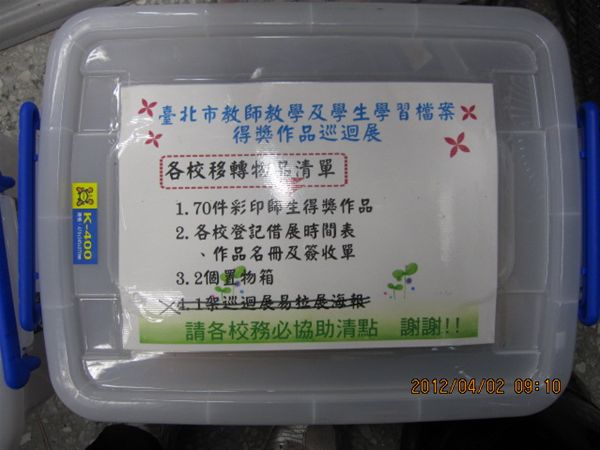 臺北市教師教學及學生學習檔案
得獎作品巡迴展
各校移轉物品清單
1.70件彩印師生得獎作品
2.各校登記借展時間表
、作品名冊及簽收單
3.2個置物箱
4.1架巡迴展易拉展海報
請各校務必協助清點 謝謝!!
K-400
2012/04/02 09:10